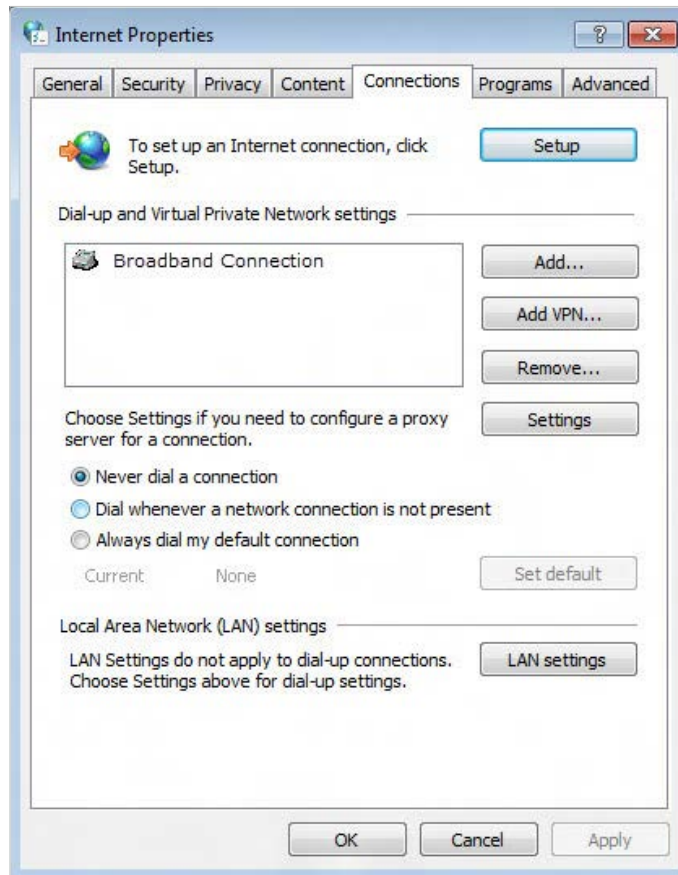 Internet Properties
General Security Privacy Content Connections Programs Advanced
To set up an Internet connection, click
Setup.
Setup
Dial-up and Virtual Private Network settings
Broadband Connection
Add...
Add VPN...
Remove...
Choose Settings if you need to configure a proxy
server for a connection.
Settings
Never dial a connection
Dial whenever a network connection is not present
Always dial my default connection
Current None
Set default
Local Area Network (LAN) settings
LAN Settings do not apply to dial-up connections.
Choose Settings above for dial-up settings.
LAN settings
OK Cancel Apply